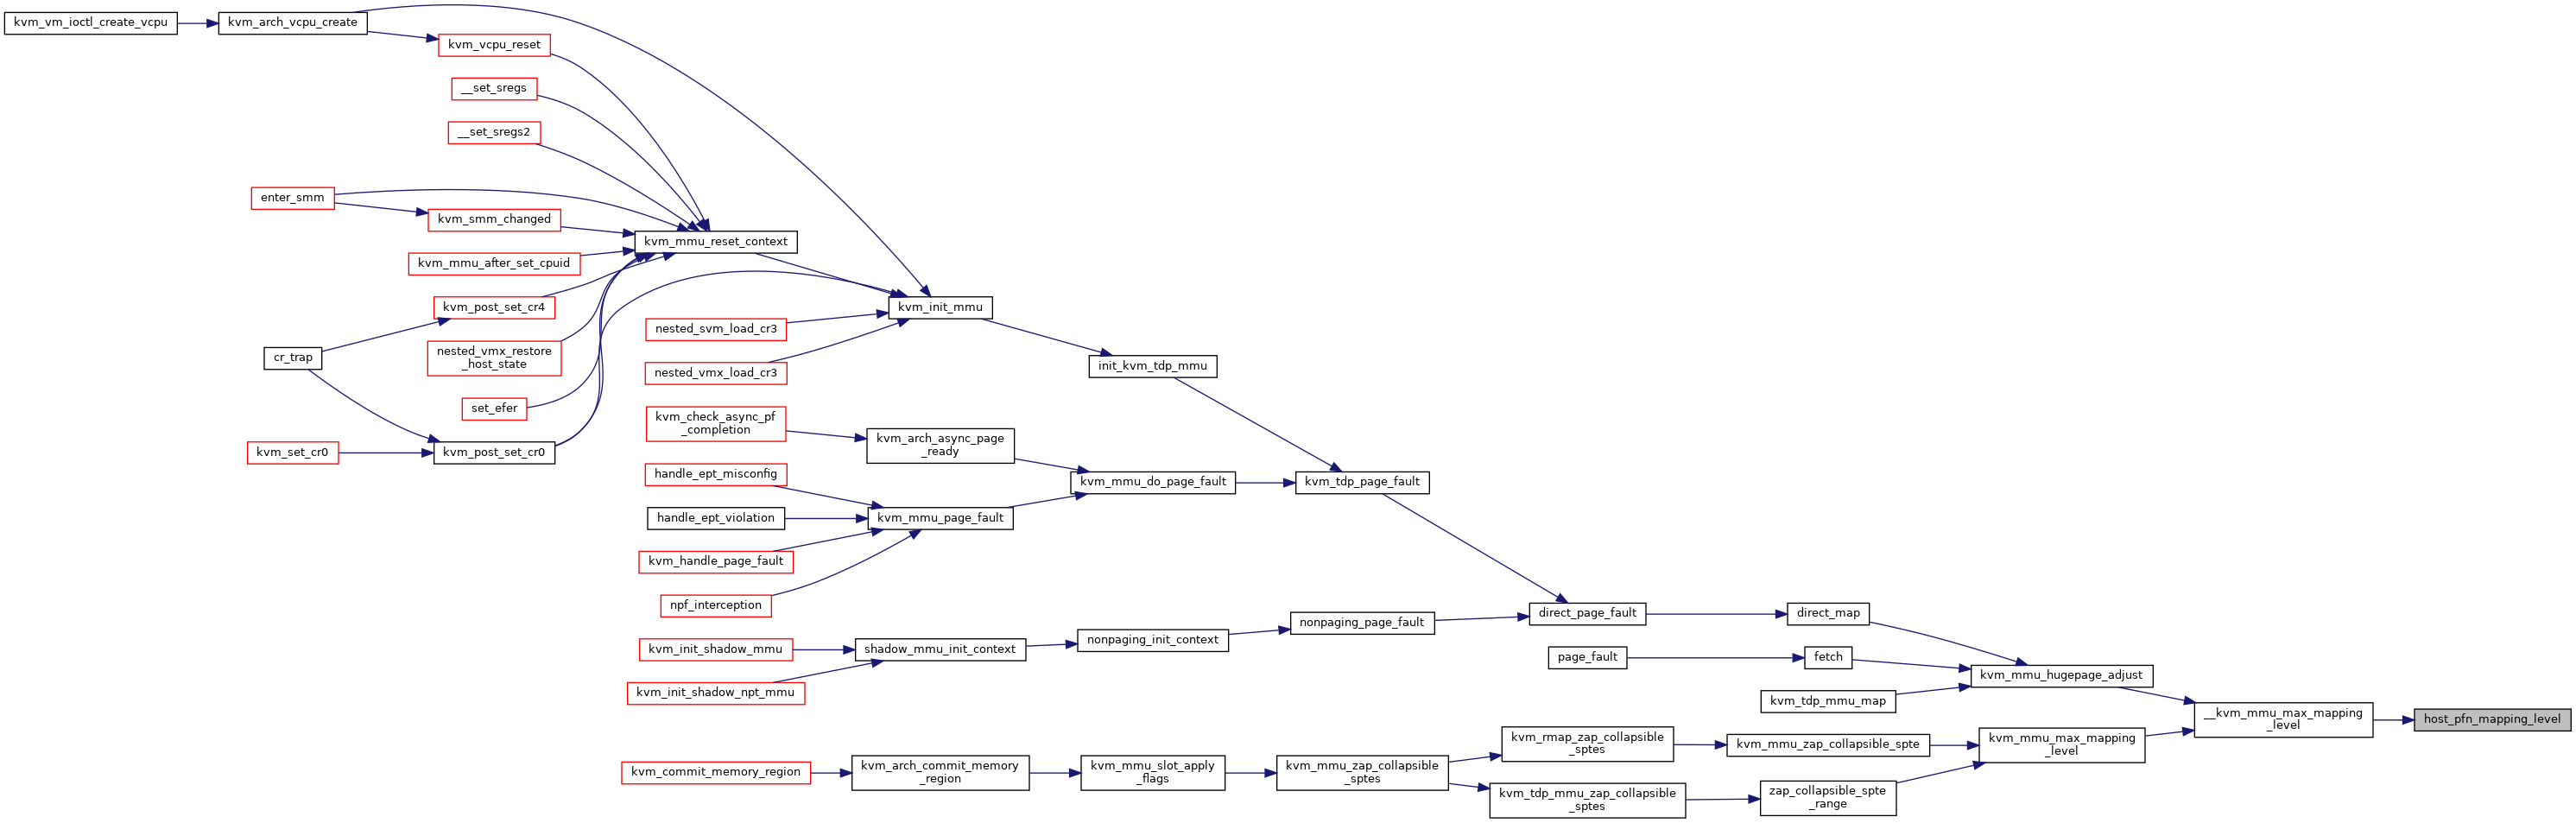 kvm_vm_ioctl_create_vcpu
kvm_arch_vcpu_create
kvm_vcpu_reset
__set_sregs
__set_sregs2
enter_smm
kvm_smm_changed
kvm_mmu_reset_context
kvm_mmu_after_set_cpuid
kvm_post_set_cr4
kvm_init_mmu
nested_svm_load_cr3
cr_trap
nested_vmx_restore
_host_state
nested_vmx_load_cr3
init_kvm_tdp_mmu
set_efer
kvm_check_async_pf
_completion
kvm_arch_async_page
_ready
kvm_set_cr0
kvm_post_set_cr0
handle_ept_misconfig
kvm_mmu_do_page_fault
kvm_tdp_page_fault
handle_ept_violation
kvm_mmu_page_fault
kvm_handle_page_fault
npf_interception
nonpaging_page_fault
direct_page_fault
direct_map
kvm_init_shadow_mmu
shadow_mmu_init_context
nonpaging_init_context
page_fault
fetch
kvm_mmu_hugepage_adjust
kvm_init_shadow_npt_mmu
kvm_tdp_mmu_map
__kvm_mmu_max_mapping
_level
host_pfn_mapping_level
kvm_rmap_zap_collapsible
_sptes
kvm_mmu_zap_collapsible_spte
kvm_mmu_max_mapping
_level
kvm_commit_memory_region
kvm_arch_commit_memory
_region
kvm_mmu_slot_apply
_flags
kvm_mmu_zap_collapsible
_sptes
kvm_tdp_mmu_zap_collapsible
_sptes
zap_collapsible_spte
_range